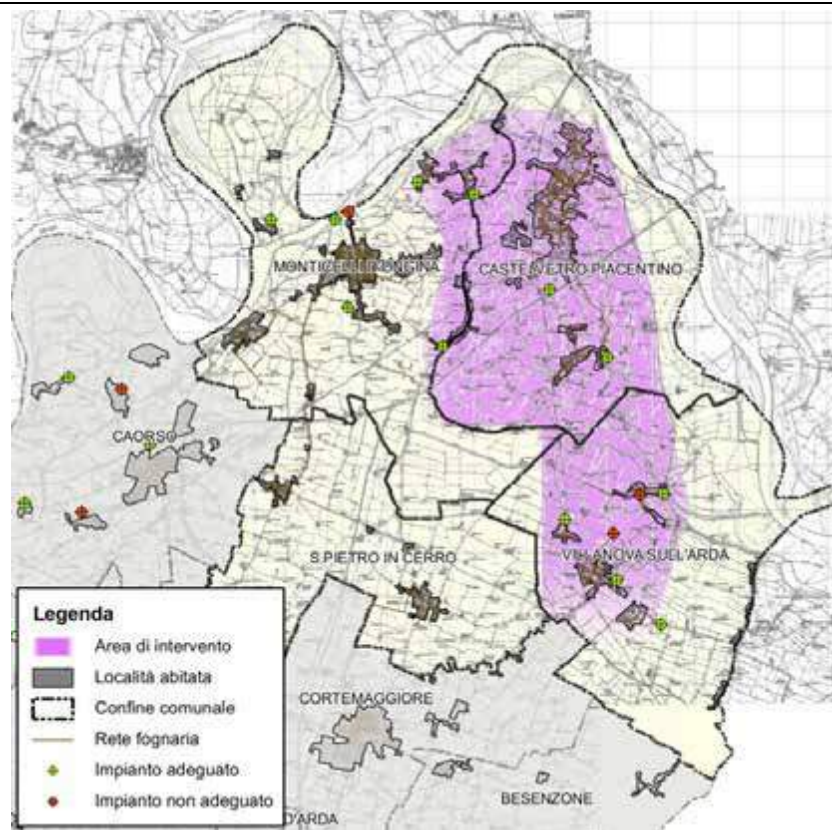 MONTICELLI D'ONGINA
CASTELVETRO PIACENTINO
CAORSO
S.PIETRO IN CERRO
VILLANOVA SULL'ARDA
CORTEMAGGIORE
BESENZONE
D'ARDA
Legenda
Area di intervento
Località abitata
Confine comunale
Rete fognaria
Impianto adeguato
Impianto non adeguato